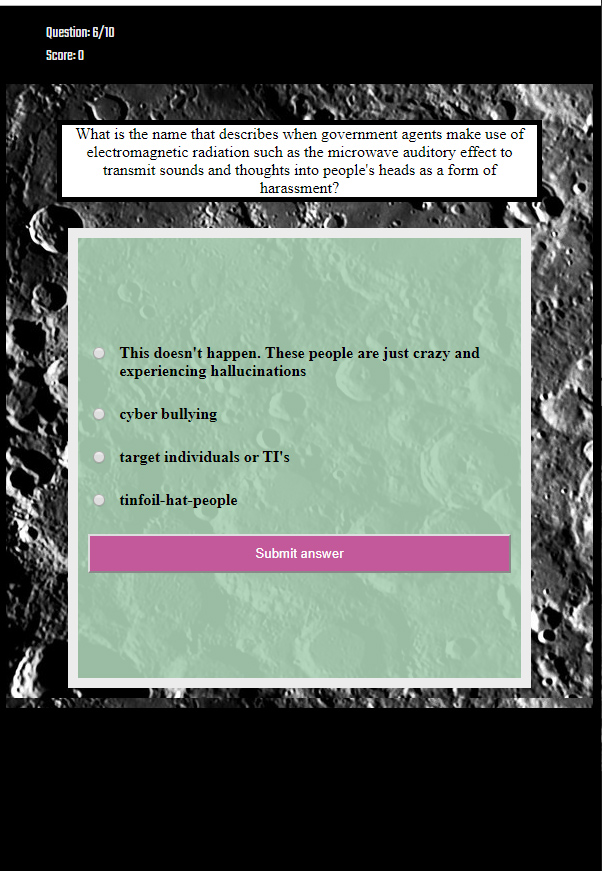 Question: 6/10
Score: 0
What is the name that describes when government agents make use of
electromagnetic radiation such as the microwave auditory effect to
transmit sounds and thoughts into people's heads as a form of
harassment?
This doesn't happen. These people are just crazy and
experiencing hallucinations
cyber bullying
target individuals or TI's
tinfoil-hat-people
Submit answer